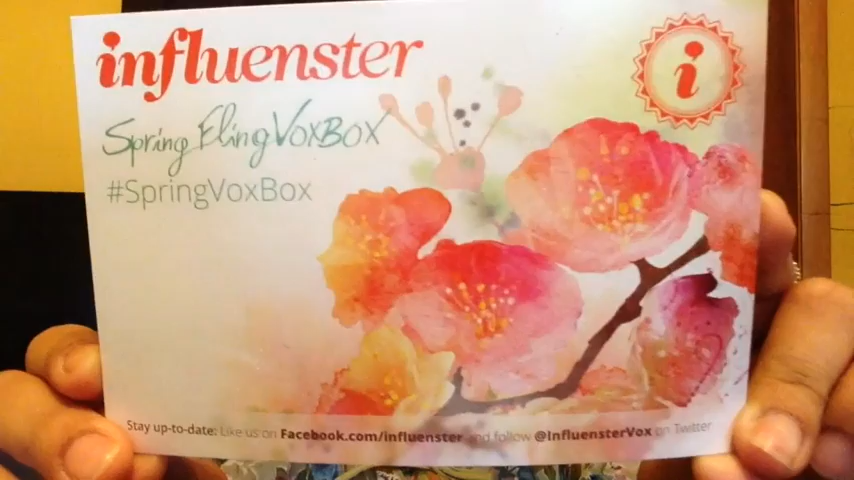 influenster
i
Spring Fling VoxBox
#SpringVoxBox
Stay up-to-date: Like us on Facebook.com/influenster and follow @InfluensterVox on Twitter